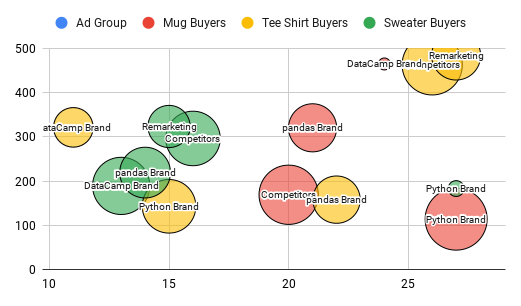 Ad Group Mug Buyers Tee Shirt Buyers Sweater Buyers
500
Remarketing
DataCamp Brand
npetitors
400
ataCamp Brand
Remarketing
pandas Brand
300
Competitors
pandas Brand
200
DataCamp Brand
Python Brand
Competitors
pandas Brand
Python Brand
100
Python Brand
0
10 15 20 25